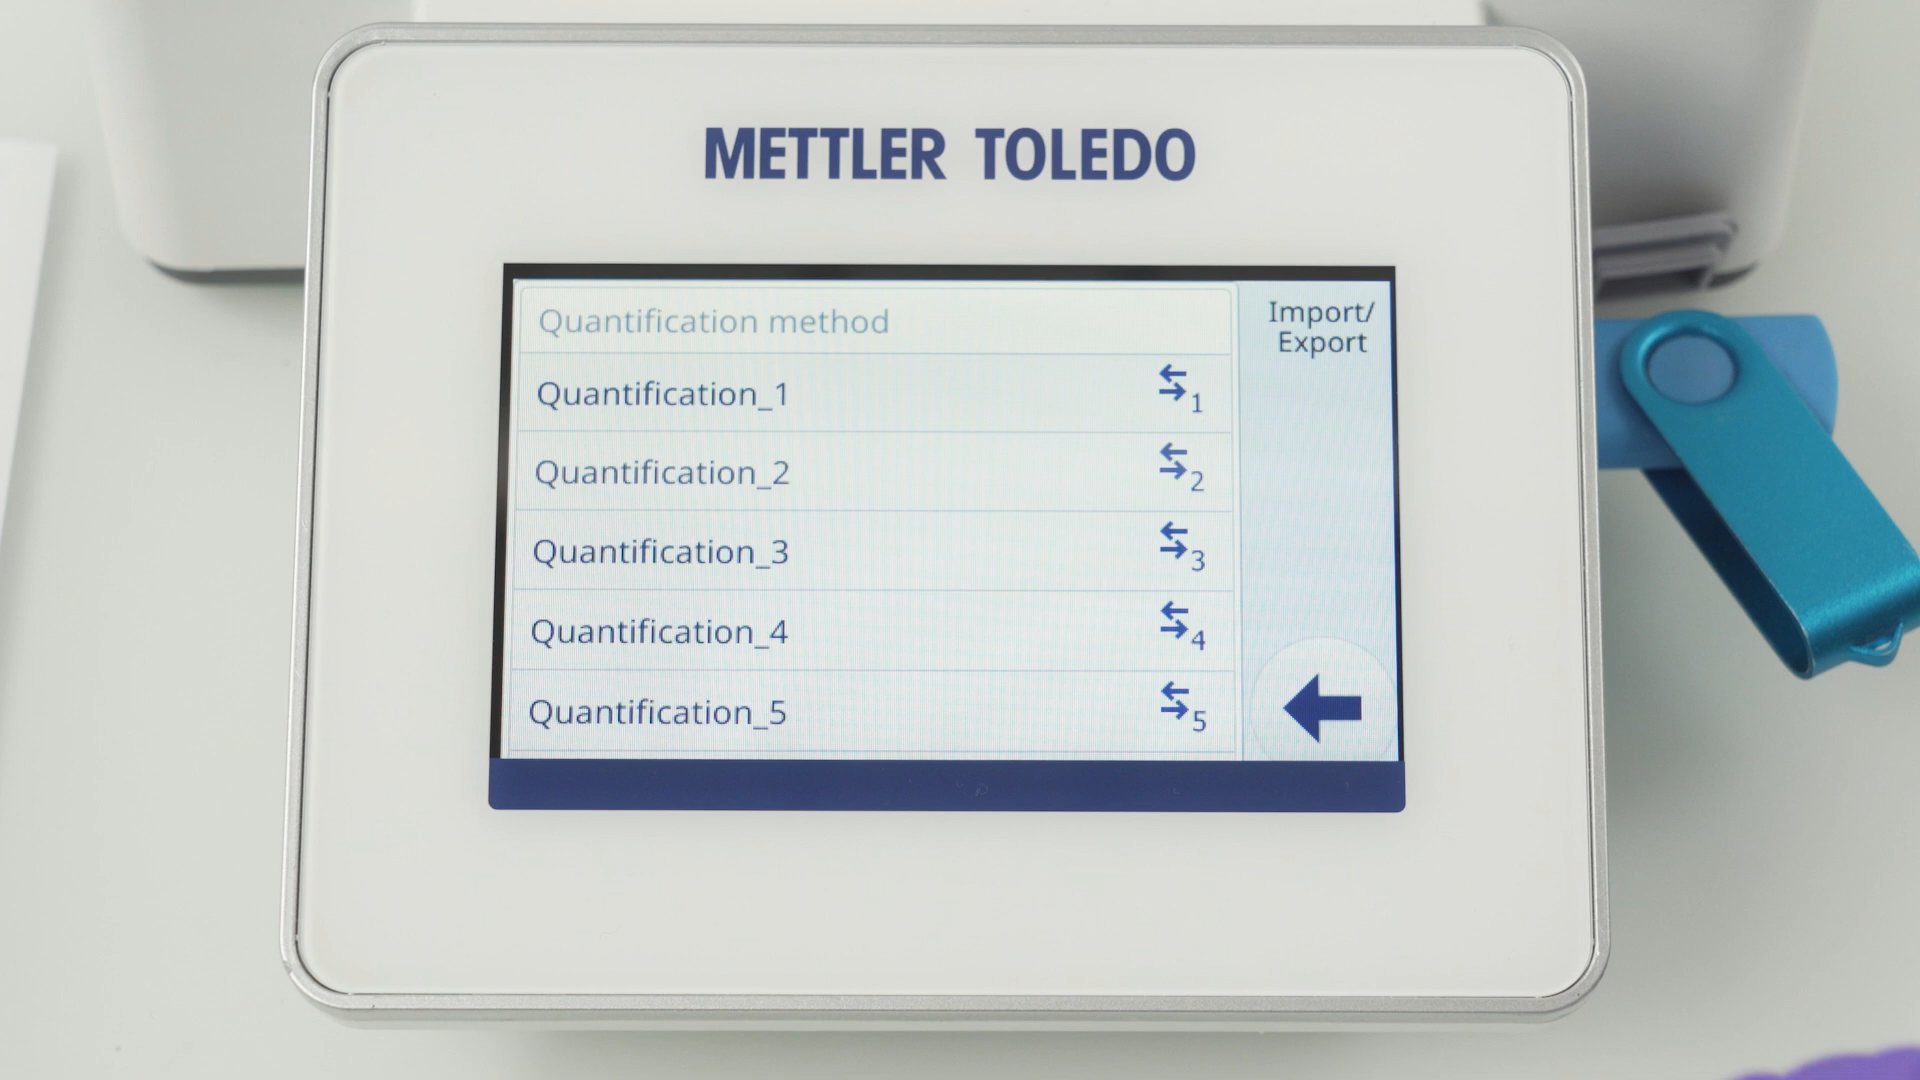 METTLER TOLEDO
Quantification method
Import/
Export
Quantification_1
1
Quantification_2
2
Quantification_3
3
Quantification_4
4
Quantification_5
5